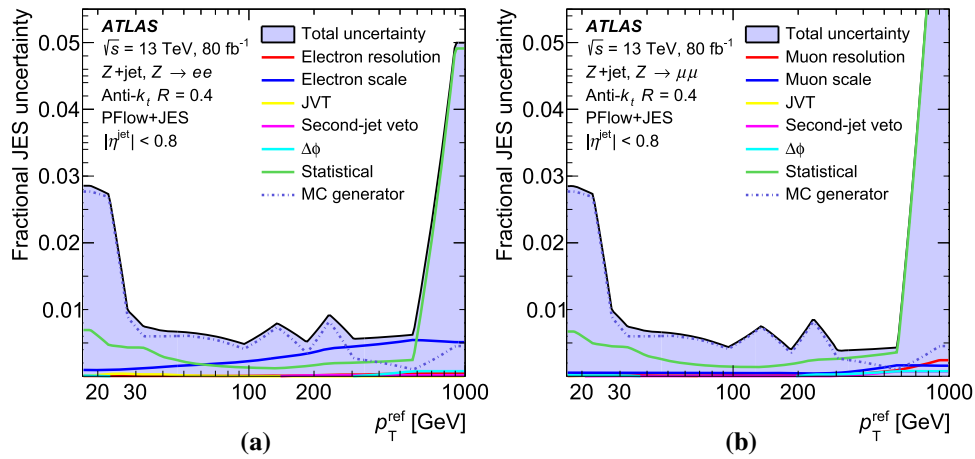 Fractional JES uncertainty
0.05
0.04
0.03
0.02
0.01
ATLAS
√s = 13 TeV, 80 fb⁻¹
Z+jet, Z → ee
Anti-kₜ R = 0.4
PFlow+JES
|ηʲᵉᵗ| < 0.8
Total uncertainty
Electron resolution
Electron scale
JVT
Second-jet veto
Δϕ
Statistical
MC generator
20 30 100 200 1000
p_T^ref [GeV]
(a)
Fractional JES uncertainty
0.05
0.04
0.03
0.02
0.01
ATLAS
√s = 13 TeV, 80 fb⁻¹
Z+jet, Z → μμ
Anti-kₜ R = 0.4
PFlow+JES
|ηʲᵉᵗ| < 0.8
Total uncertainty
Muon resolution
Muon scale
JVT
Second-jet veto
Δϕ
Statistical
MC generator
20 30 100 200 1000
p_T^ref [GeV]
(b)